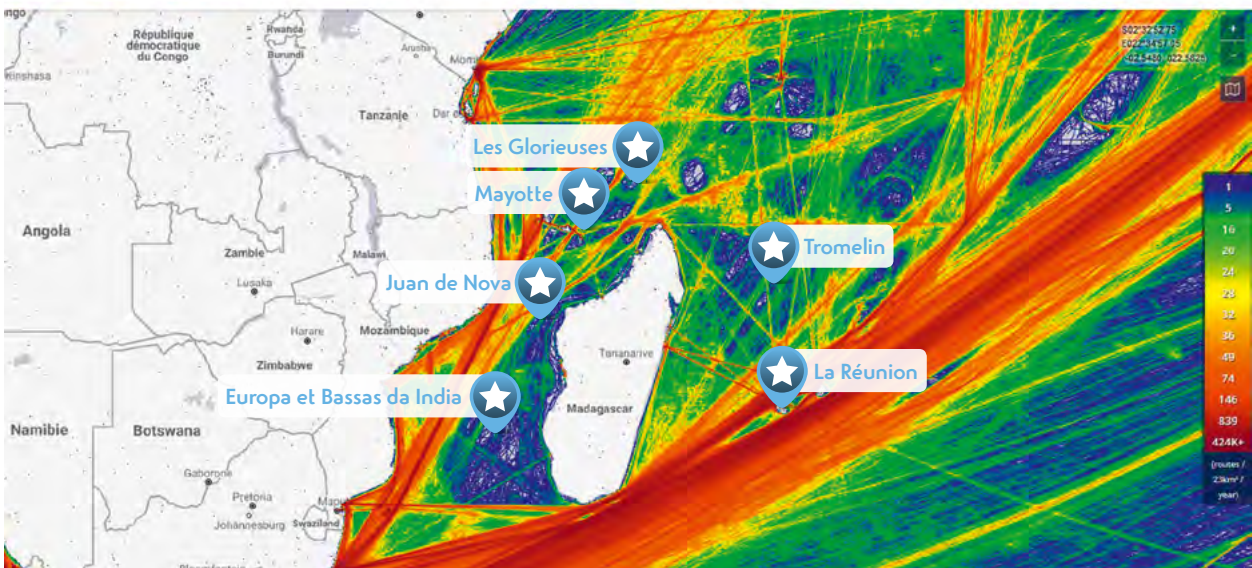 République
démocratique
du Congo
Rwanda
Burundi
Arusha
Tanzanie
Angola
Zambie
Lusaka
Malawi
Harare
Mozambique
Zimbabwe
Namibie
Botswana
Gaborone
Pretoria
Johannesburg
Swaziland
Tananarive
Madagascar
Les Glorieuses
Mayotte
Tromelin
Juan de Nova
La Réunion
Europa et Bassas da India
1
5
16
20
24
28
32
36
49
74
146
839
424K+
(routes /
23km² /
year)